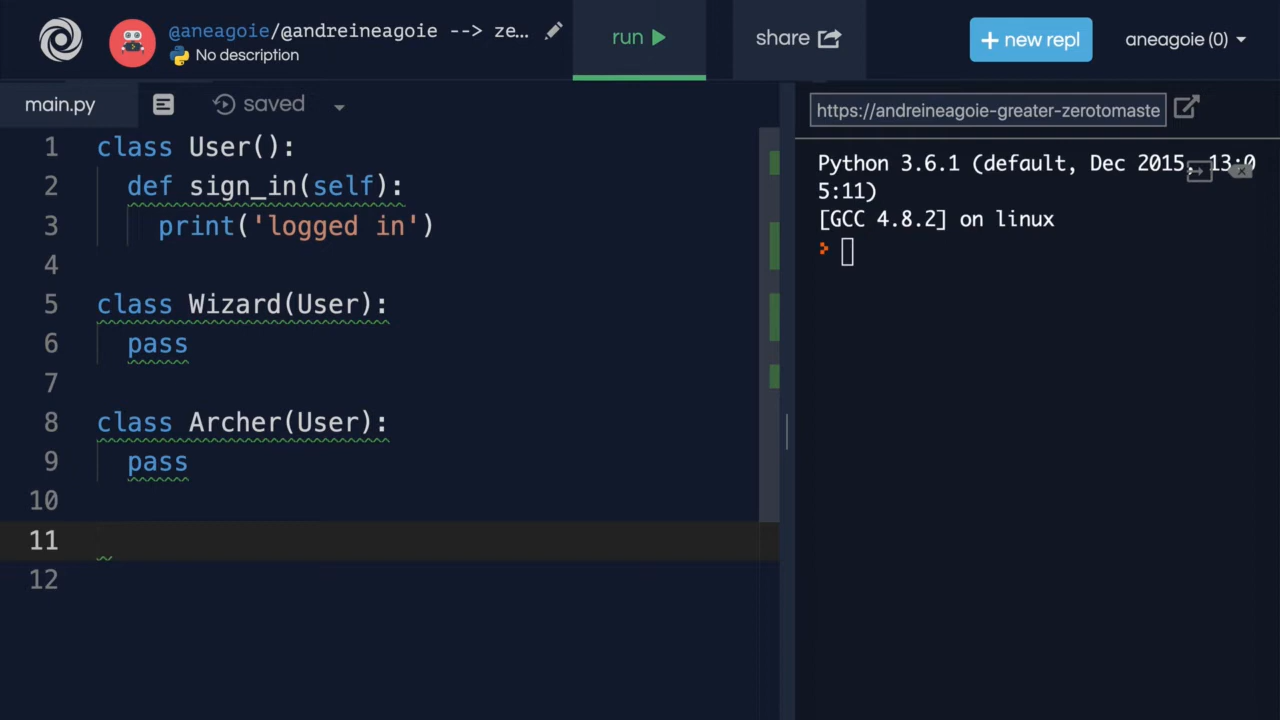 @aneagoie/@andreineagoie --> ze...
No description
run
share
+ new repl
aneagoie (0)
main.py
saved
https://andreineagoie-greater-zerotomaste
1 class User():
2   def sign_in(self):
3     print('logged in')
4
5 class Wizard(User):
6   pass
7
8 class Archer(User):
9   pass
10
11
12
Python 3.6.1 (default, Dec 2015, 13:0
5:11)
[GCC 4.8.2] on linux